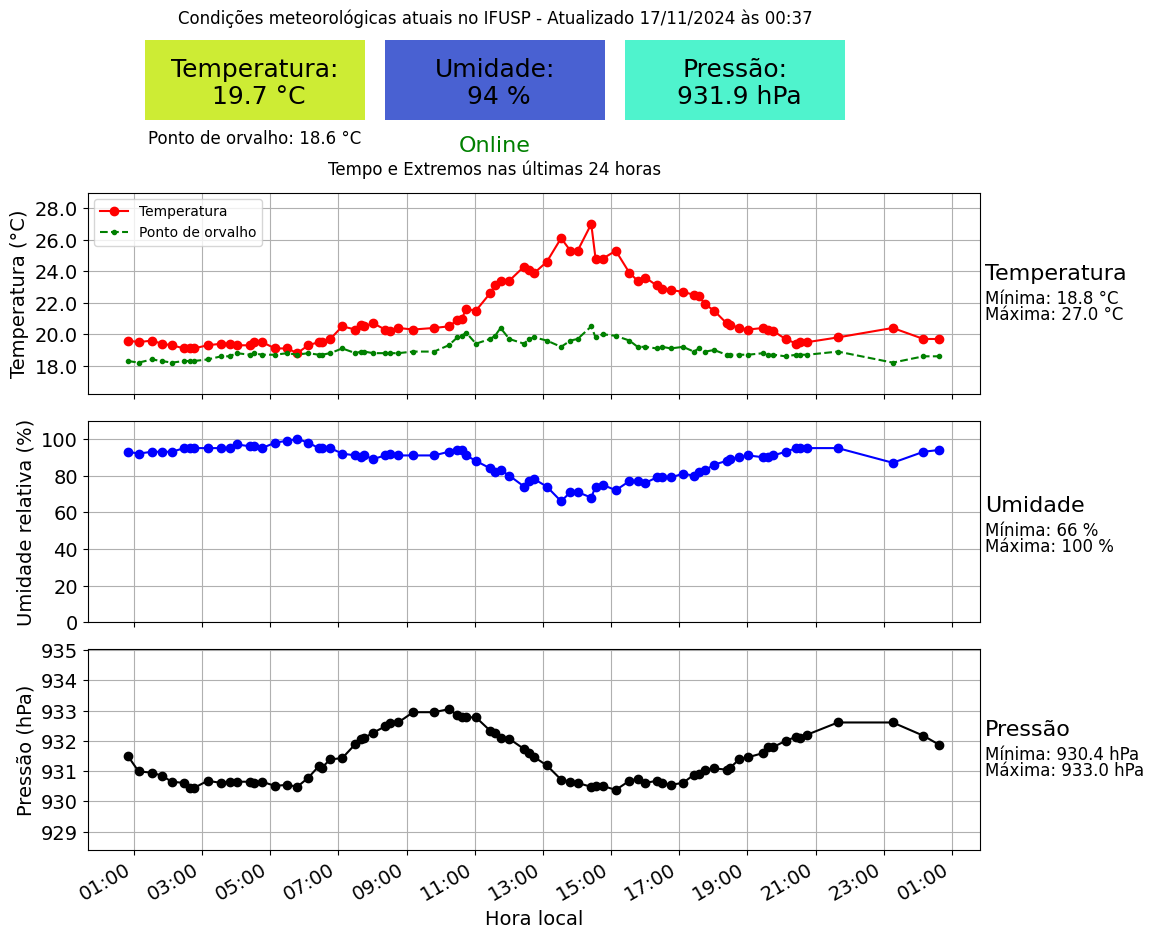 Condições meteorológicas atuais no IFUSP - Atualizado 17/11/2024 às 00:37
Temperatura:
19.7 °C
Umidade:
94 %
Pressão:
931.9 hPa
Ponto de orvalho: 18.6 °C
Online
Tempo e Extremos nas últimas 24 horas
Temperatura (°C)
28.0
26.0
24.0
22.0
20.0
18.0
Temperatura
Ponto de orvalho
Temperatura
Mínima: 18.8 °C
Máxima: 27.0 °C
Umidade relativa (%)
100
80
60
40
20
0
Umidade
Mínima: 66 %
Máxima: 100 %
Pressão (hPa)
935
934
933
932
931
930
929
Pressão
Mínima: 930.4 hPa
Máxima: 933.0 hPa
01:00 03:00 05:00 07:00 09:00 11:00 13:00 15:00 17:00 19:00 21:00 23:00 01:00
Hora local